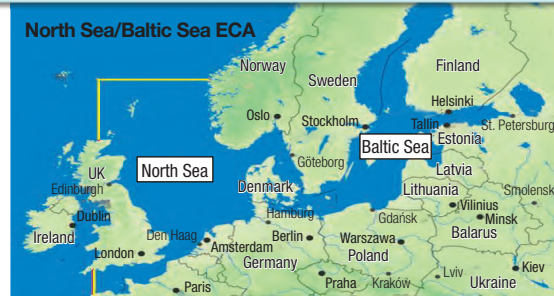 North Sea/Baltic Sea ECA
Norway
Sweden
Finland
Helsinki
Oslo
Stockholm
Tallin
St. Petersburg
Estonia
Baltic Sea
UK
North Sea
Göteborg
Latvia
Edinburgh
Denmark
Lithuania
Smolensk
Dublin
Hamburg
Gdańsk
Vilinius
Minsk
Ireland
Den Haag
Amsterdam
Berlin
Warszawa
Balarus
London
Germany
Poland
Paris
Praha
Kraków
Lviv
Kiev
Ukraine